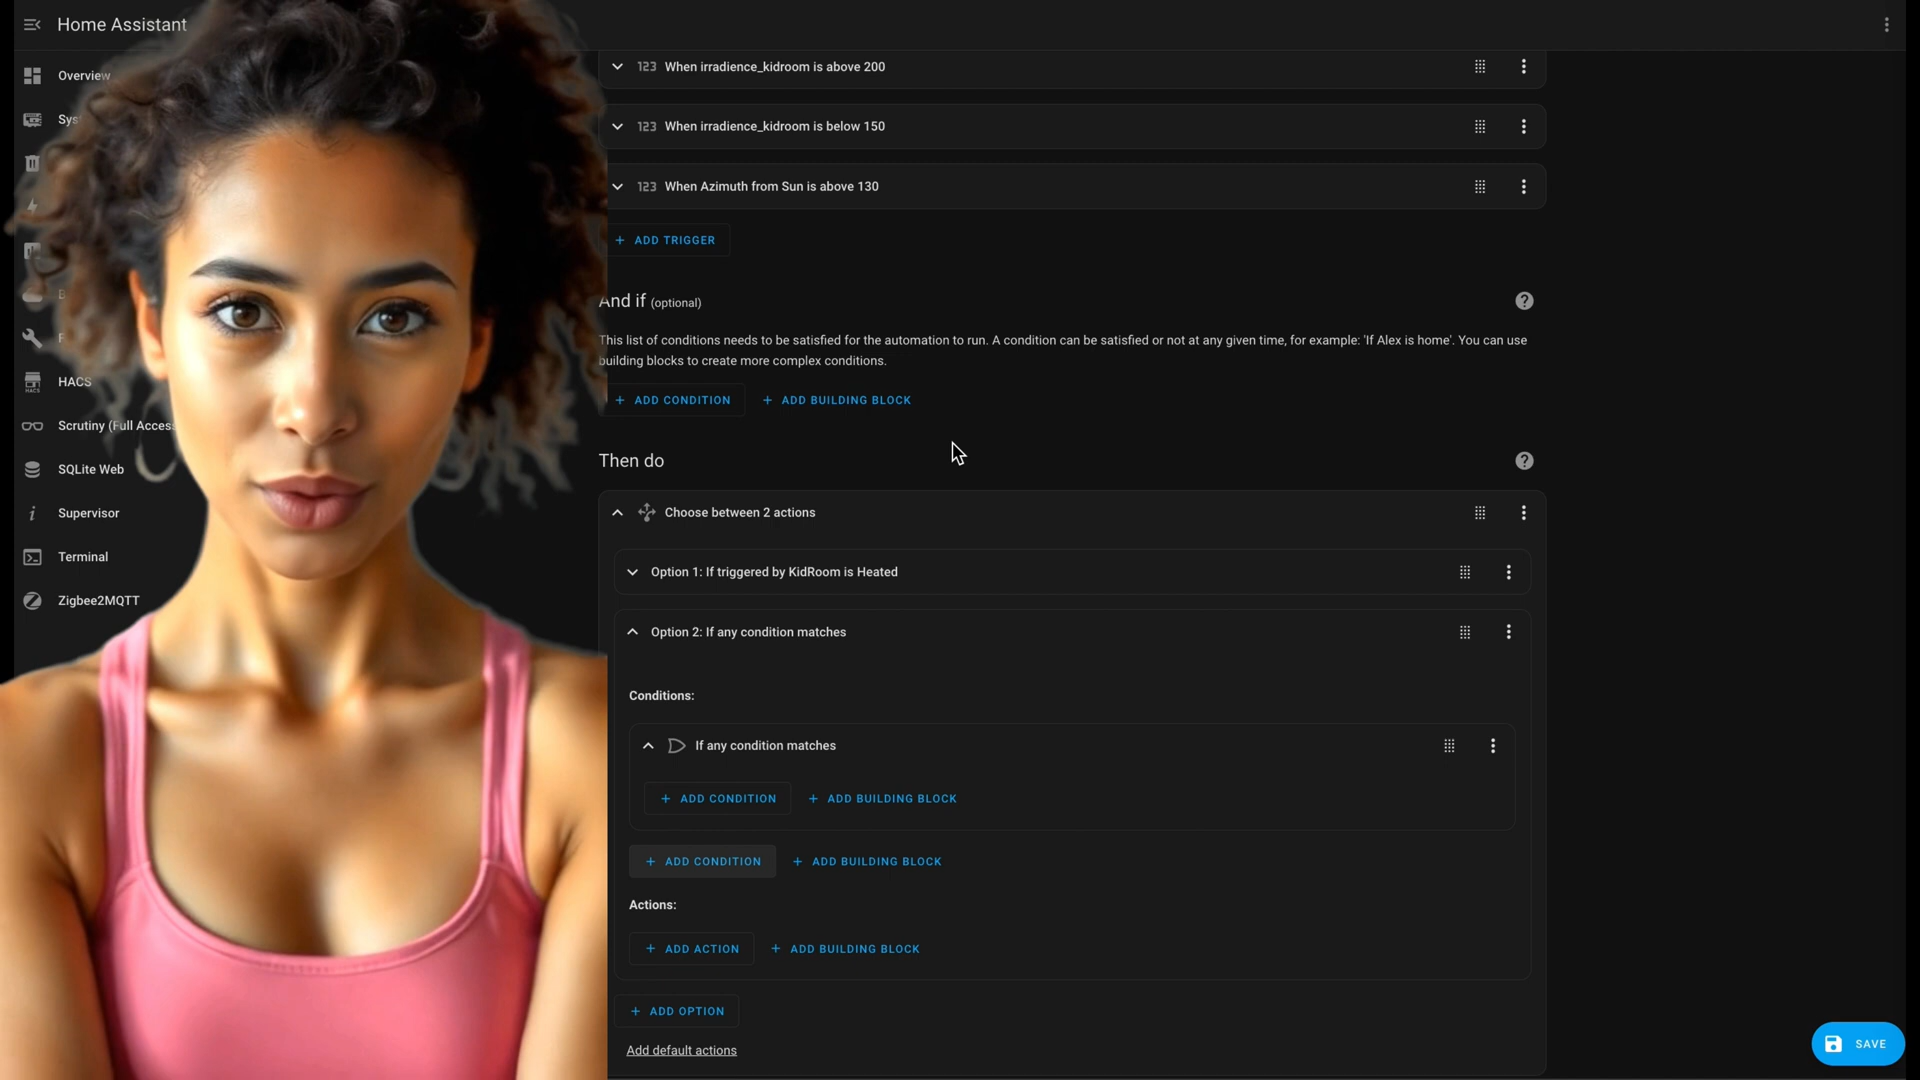 Home Assistant
Overview
Sys
HACS
Scrutiny (Full Acces
SQLite Web
Supervisor
Terminal
Zigbee2MQTT
123 When irradience_kidroom is above 200
123 When irradience_kidroom is below 150
123 When Azimuth from Sun is above 130
+ ADD TRIGGER
And if (optional)
This list of conditions needs to be satisfied for the automation to run. A condition can be satisfied or not at any given time, for example: 'If Alex is home'. You can use
building blocks to create more complex conditions.
+ ADD CONDITION + ADD BUILDING BLOCK
Then do
Choose between 2 actions
Option 1: If triggered by KidRoom is Heated
Option 2: If any condition matches
Conditions:
If any condition matches
+ ADD CONDITION + ADD BUILDING BLOCK
+ ADD CONDITION + ADD BUILDING BLOCK
Actions:
+ ADD ACTION + ADD BUILDING BLOCK
+ ADD OPTION
Add default actions
SAVE